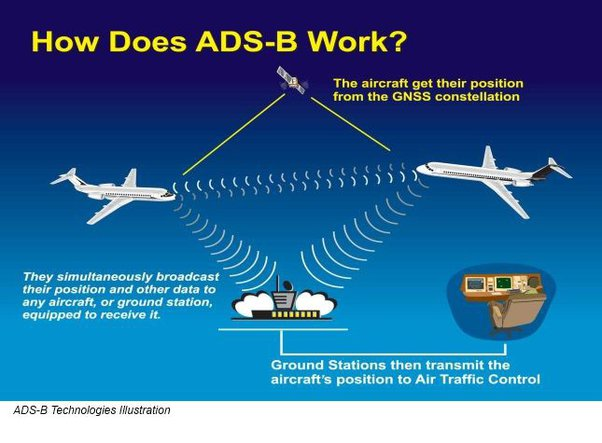 How Does ADS-B Work?
The aircraft get their position
from the GNSS constellation
They simultaneously broadcast
their position and other data to
any aircraft, or ground station,
equipped to receive it.
Ground Stations then transmit the
aircraft's position to Air Traffic Control
ADS-B Technologies Illustration